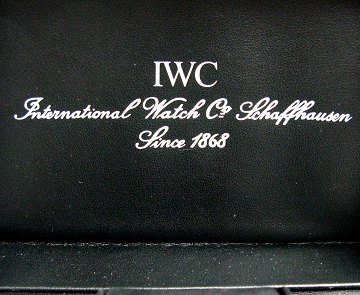 IWC
International Watch Co. Schaffhausen
Since 1868